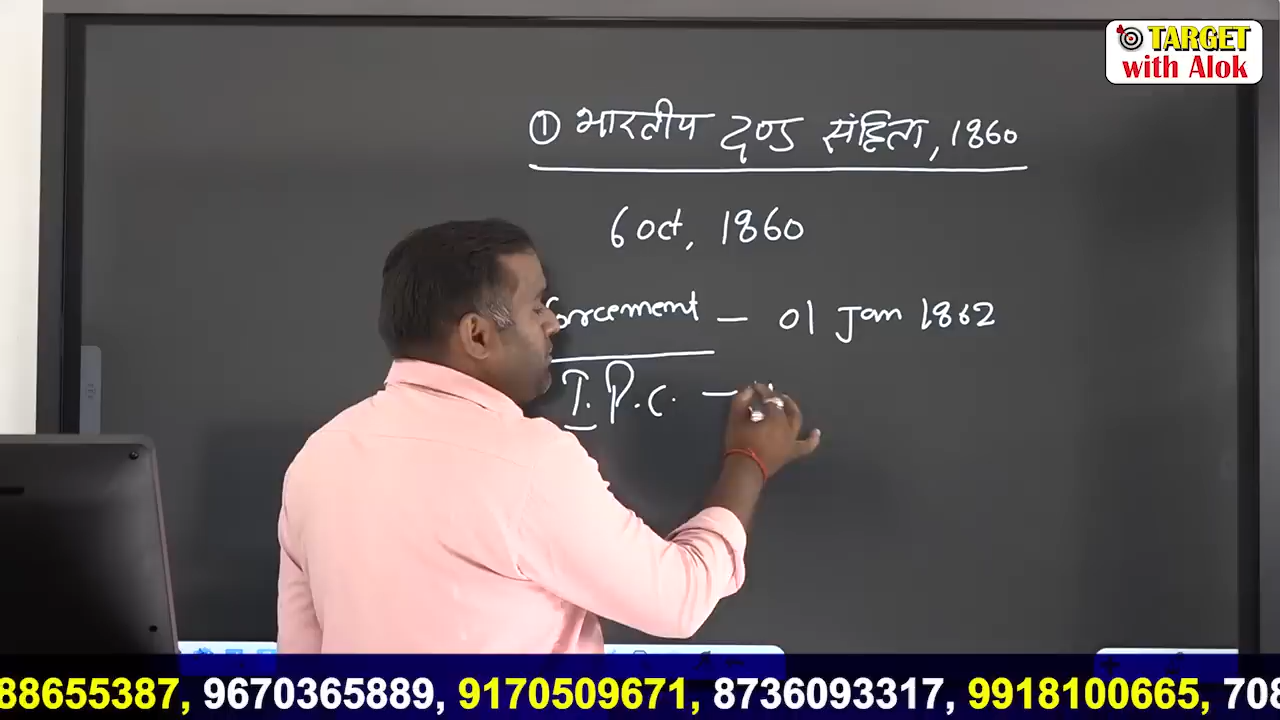 TARGET
with Alok
① भारतीय दण्ड संहिता, 1860
6 Oct, 1860
forcement – 01 Jan 1862
I.P.C. –
88655387, 9670365889, 9170509671, 8736093317, 9918100665, 708